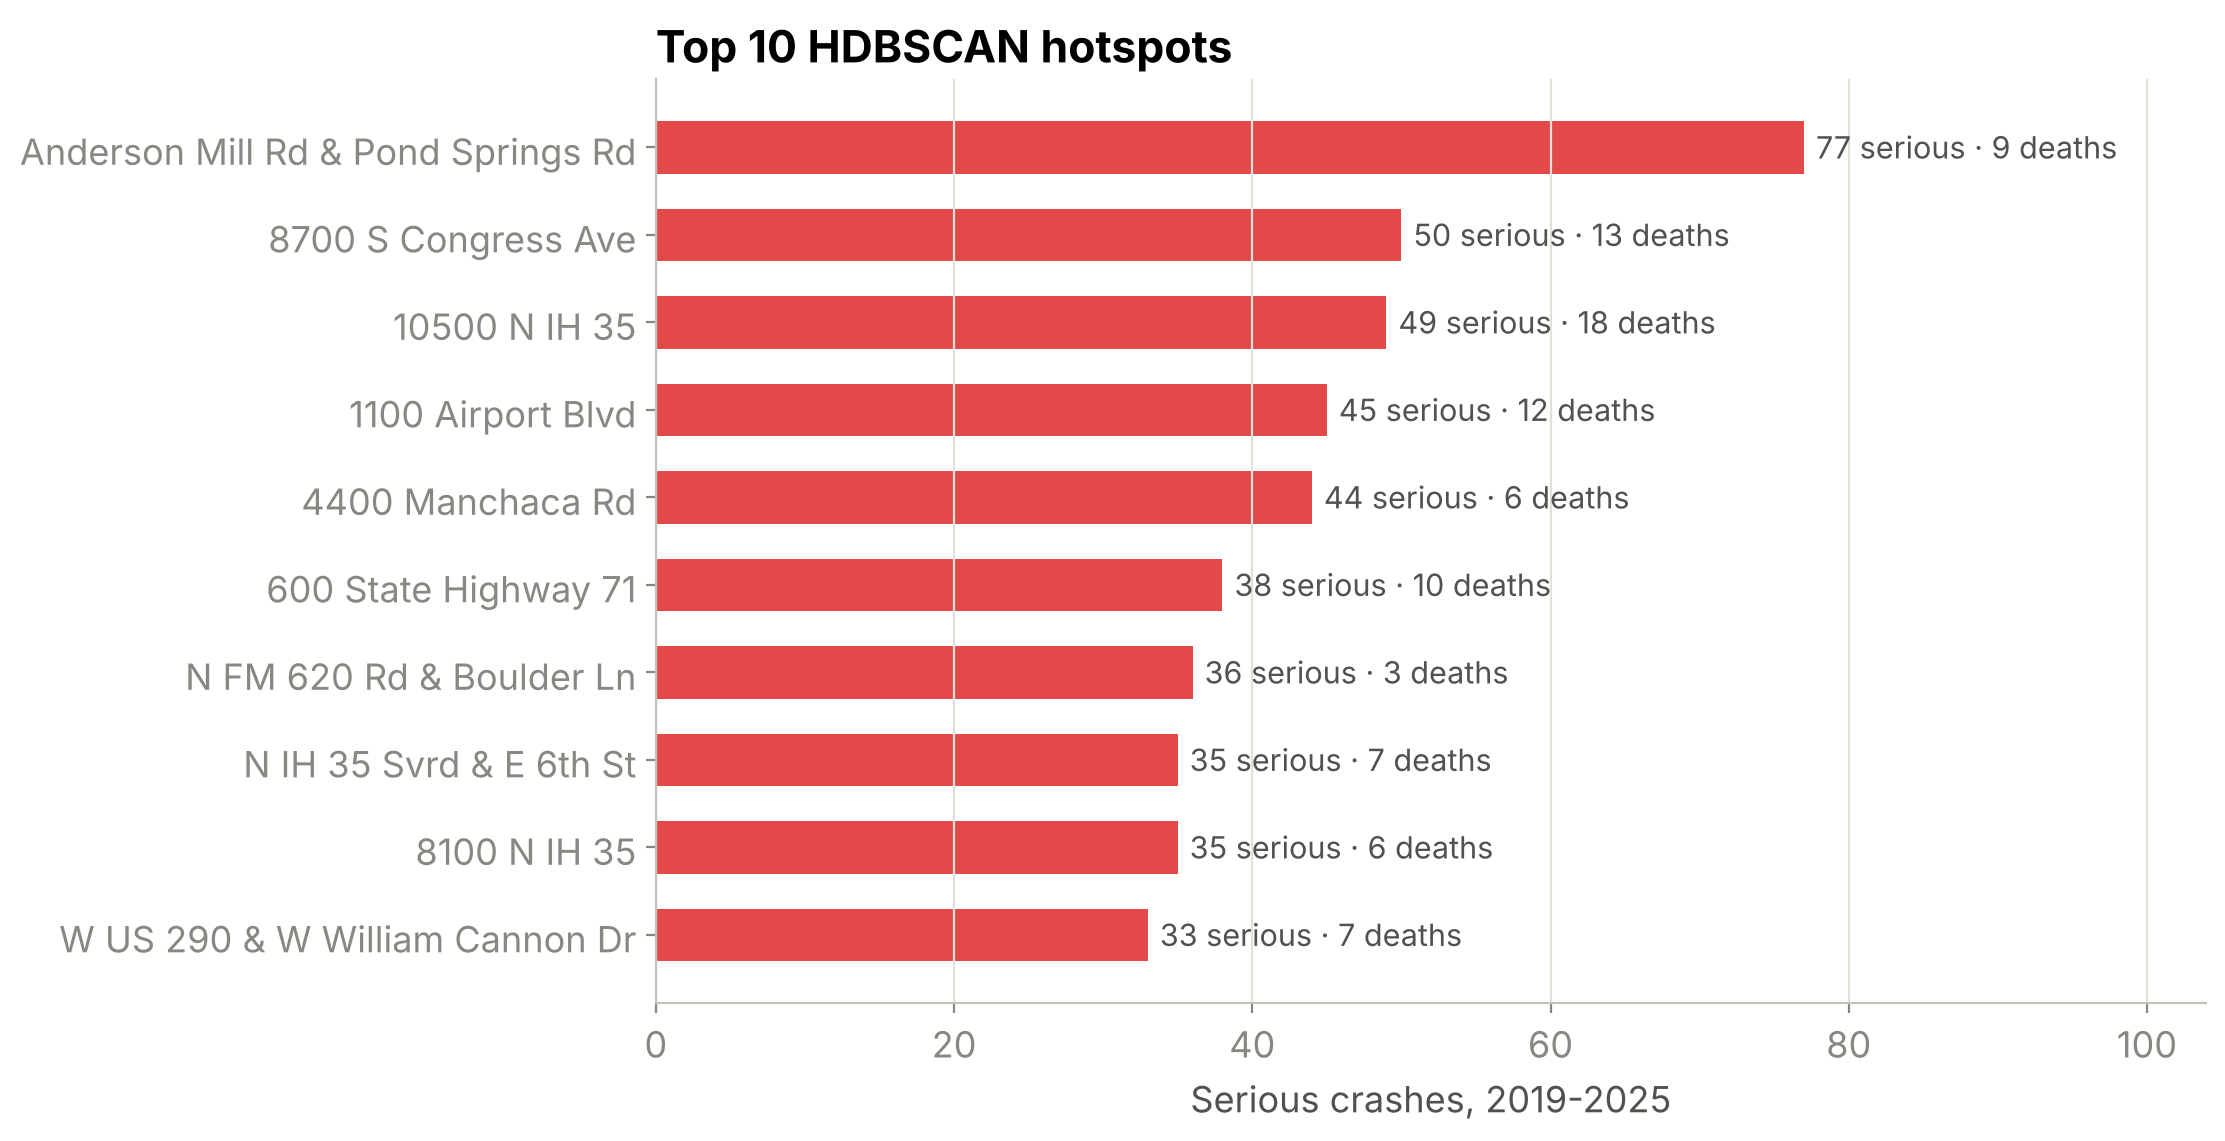 Top 10 HDBSCAN hotspots
Anderson Mill Rd & Pond Springs Rd 77 serious · 9 deaths
8700 S Congress Ave 50 serious · 13 deaths
10500 N IH 35 49 serious · 18 deaths
1100 Airport Blvd 45 serious · 12 deaths
4400 Manchaca Rd 44 serious · 6 deaths
600 State Highway 71 38 serious · 10 deaths
N FM 620 Rd & Boulder Ln 36 serious · 3 deaths
N IH 35 Svrd & E 6th St 35 serious · 7 deaths
8100 N IH 35 35 serious · 6 deaths
W US 290 & W William Cannon Dr 33 serious · 7 deaths
0 20 40 60 80 100
Serious crashes, 2019-2025